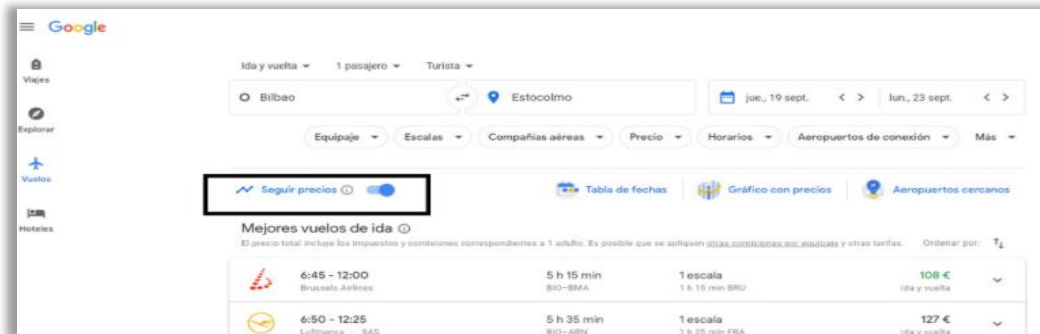 Google
Viajes
Explorar
Vuelos
Hoteles
Ida y vuelta 1 pasajero Turista
Bilbao Estocolmo jue., 19 sept. < > lun., 23 sept. < >
Equipaje Escalas Compañías aéreas Precio Horarios Aeropuertos de conexión Más
Seguir precios Tabla de fechas Gráfico con precios Aeropuertos cercanos
Mejores vuelos de ida
El precio total incluye los impuestos y comisiones correspondientes a 1 adulto. Es posible que se apliquen otras comisiones por equipaje y otras tarifas. Ordenar por:
6:45 – 12:00 5 h 15 min 1 escala 108 €
Brussels Airlines BIO–BMA 1 h 15 min BRU ida y vuelta
6:50 – 12:25 5 h 35 min 1 escala 127 €
Lufthansa · SAS BIO–ARN 1 h 25 min FRA ida y vuelta